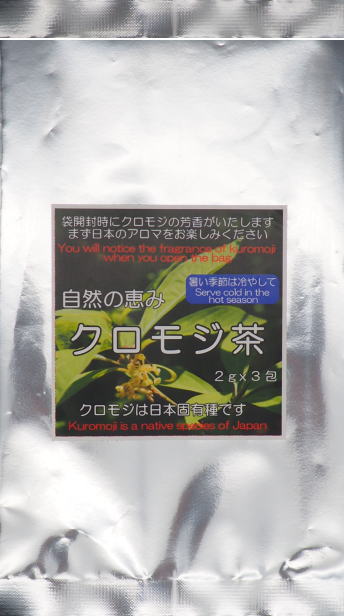 袋開封時にクロモジの芳香がいたします
まず日本のアロマをお楽しみください
You will notice the fragrance of kuromoji
when you open the bag
暑い季節は冷やして
Serve cold in the
hot season
自然の恵み
クロモジ茶
2gx3包
クロモジは日本固有種です
Kuromoji is a native species of Japan